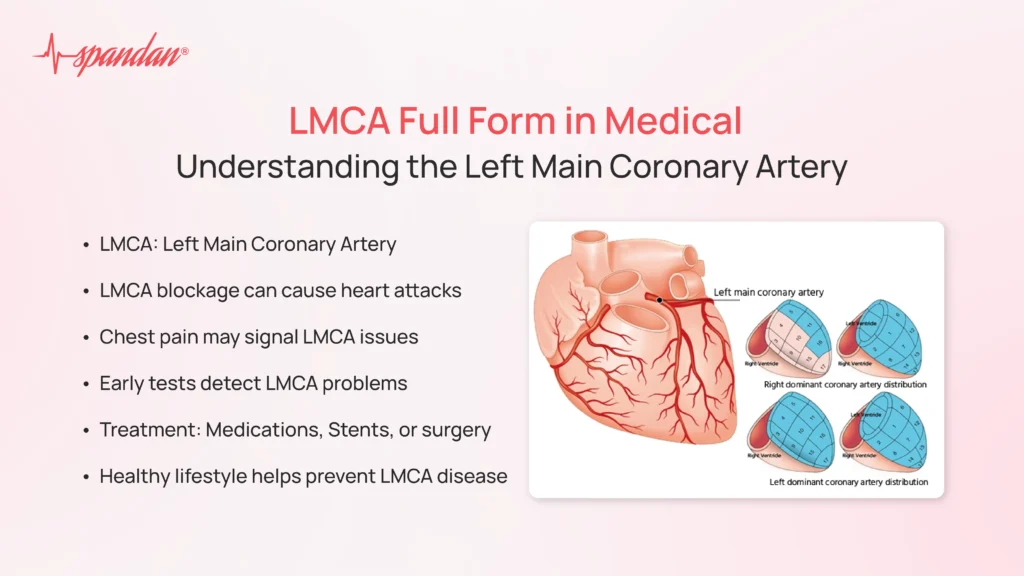 spandan®
LMCA Full Form in Medical
Understanding the Left Main Coronary Artery
• LMCA: Left Main Coronary Artery
• LMCA blockage can cause heart attacks
• Chest pain may signal LMCA issues
• Early tests detect LMCA problems
• Treatment: Medications, Stents, or surgery
• Healthy lifestyle helps prevent LMCA disease
Left main coronary artery
Left Ventricle
Right Ventricle
Right Ventricle
Right dominant coronary artery distribution
Left Ventricle
Right Ventricle
Right Ventricle
Left dominant coronary artery distribution